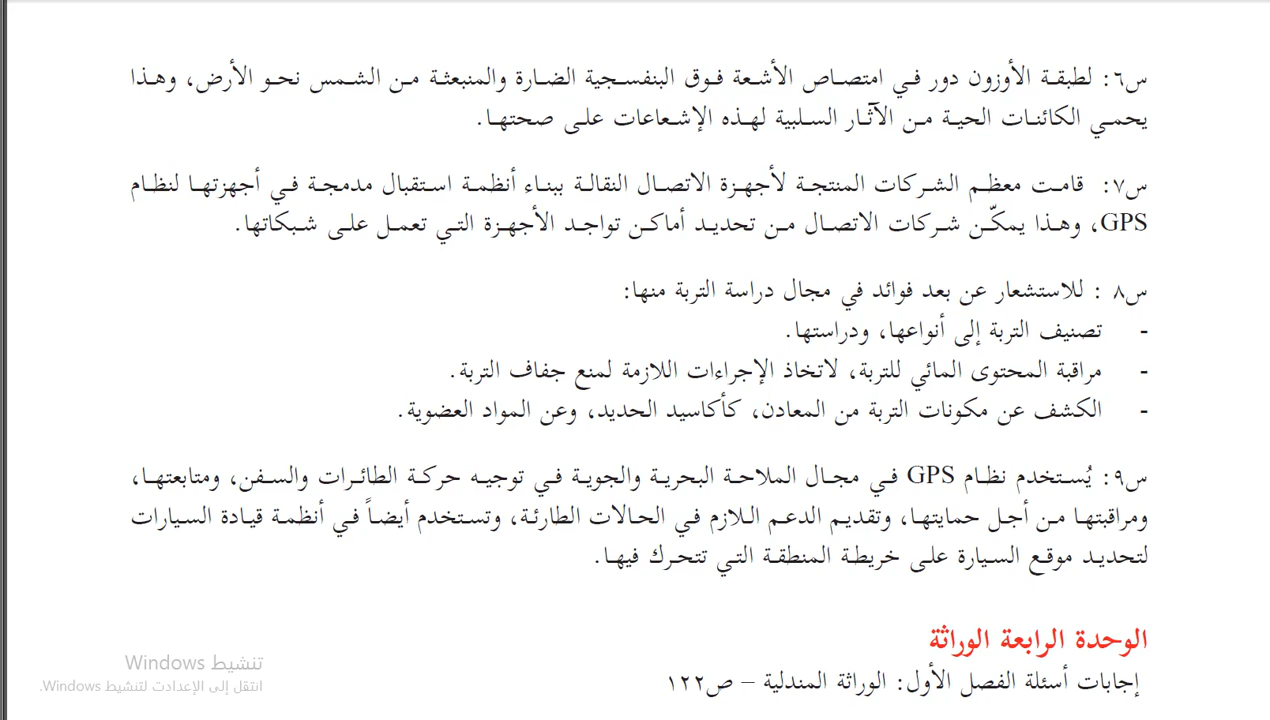 س٦: لطبقة الأوزون دور في امتصاص الأشعة فوق البنفسجية الضارة والمنبعثة من الشمس نحو الأرض، وهذا
يحمي الكائنات الحية من الآثار السلبية لهذه الإشعاعات على صحتها.
س٧: قامت معظم الشركات المنتجة لأجهزة الاتصال النقالة ببناء أنظمة استقبال مدمجة في أجهزتها لنظام
GPS، وهذا يمكّن شركات الاتصال من تحديد أماكن تواجد الأجهزة التي تعمل على شبكاتها.
س٨ : للاستشعار عن بعد فوائد في مجال دراسة التربة منها:
- تصنيف التربة إلى أنواعها، ودراستها.
- مراقبة المحتوى المائي للتربة، لاتخاذ الإجراءات اللازمة لمنع جفاف التربة.
- الكشف عن مكونات التربة من المعادن، كأكاسيد الحديد، وعن المواد العضوية.
س٩: يُستخدم نظام GPS في مجال الملاحة البحرية والجوية في توجيه حركة الطائرات والسفن، ومتابعتها،
ومراقبتها من أجل حمايتها، وتقديم الدعم اللازم في الحالات الطارئة، وتستخدم أيضاً في أنظمة قيادة السيارات
لتحديد موقع السيارة على خريطة المنطقة التي تتحرك فيها.
الوحدة الرابعة الوراثة
إجابات أسئلة الفصل الأول: الوراثة المندلية – ص١٢٢
تنشيط Windows
انتقل إلى الإعدادت لتنشيط Windows.